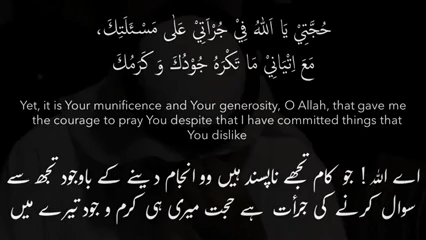 حُجَّتِيْ يَا اَللهُ فِيْ جُرْاَتِيْ عَلٰى مَسْئَلَتِكَ،
مَعَ اِتْيَانِيْ مَا تَكْرَهُ جُوْدُكَ وَ كَرَمُكَ
Yet, it is Your munificence and Your generosity, O Allah, that gave me
the courage to pray You despite that I have committed things that
You dislike
اے اللہ! جو کام تجھے ناپسند ہیں وہ انجام دینے کے باوجود تجھ سے
سوال کرنے کی جرأت ہے حجت میری ہی کرم و جود تیرے میں